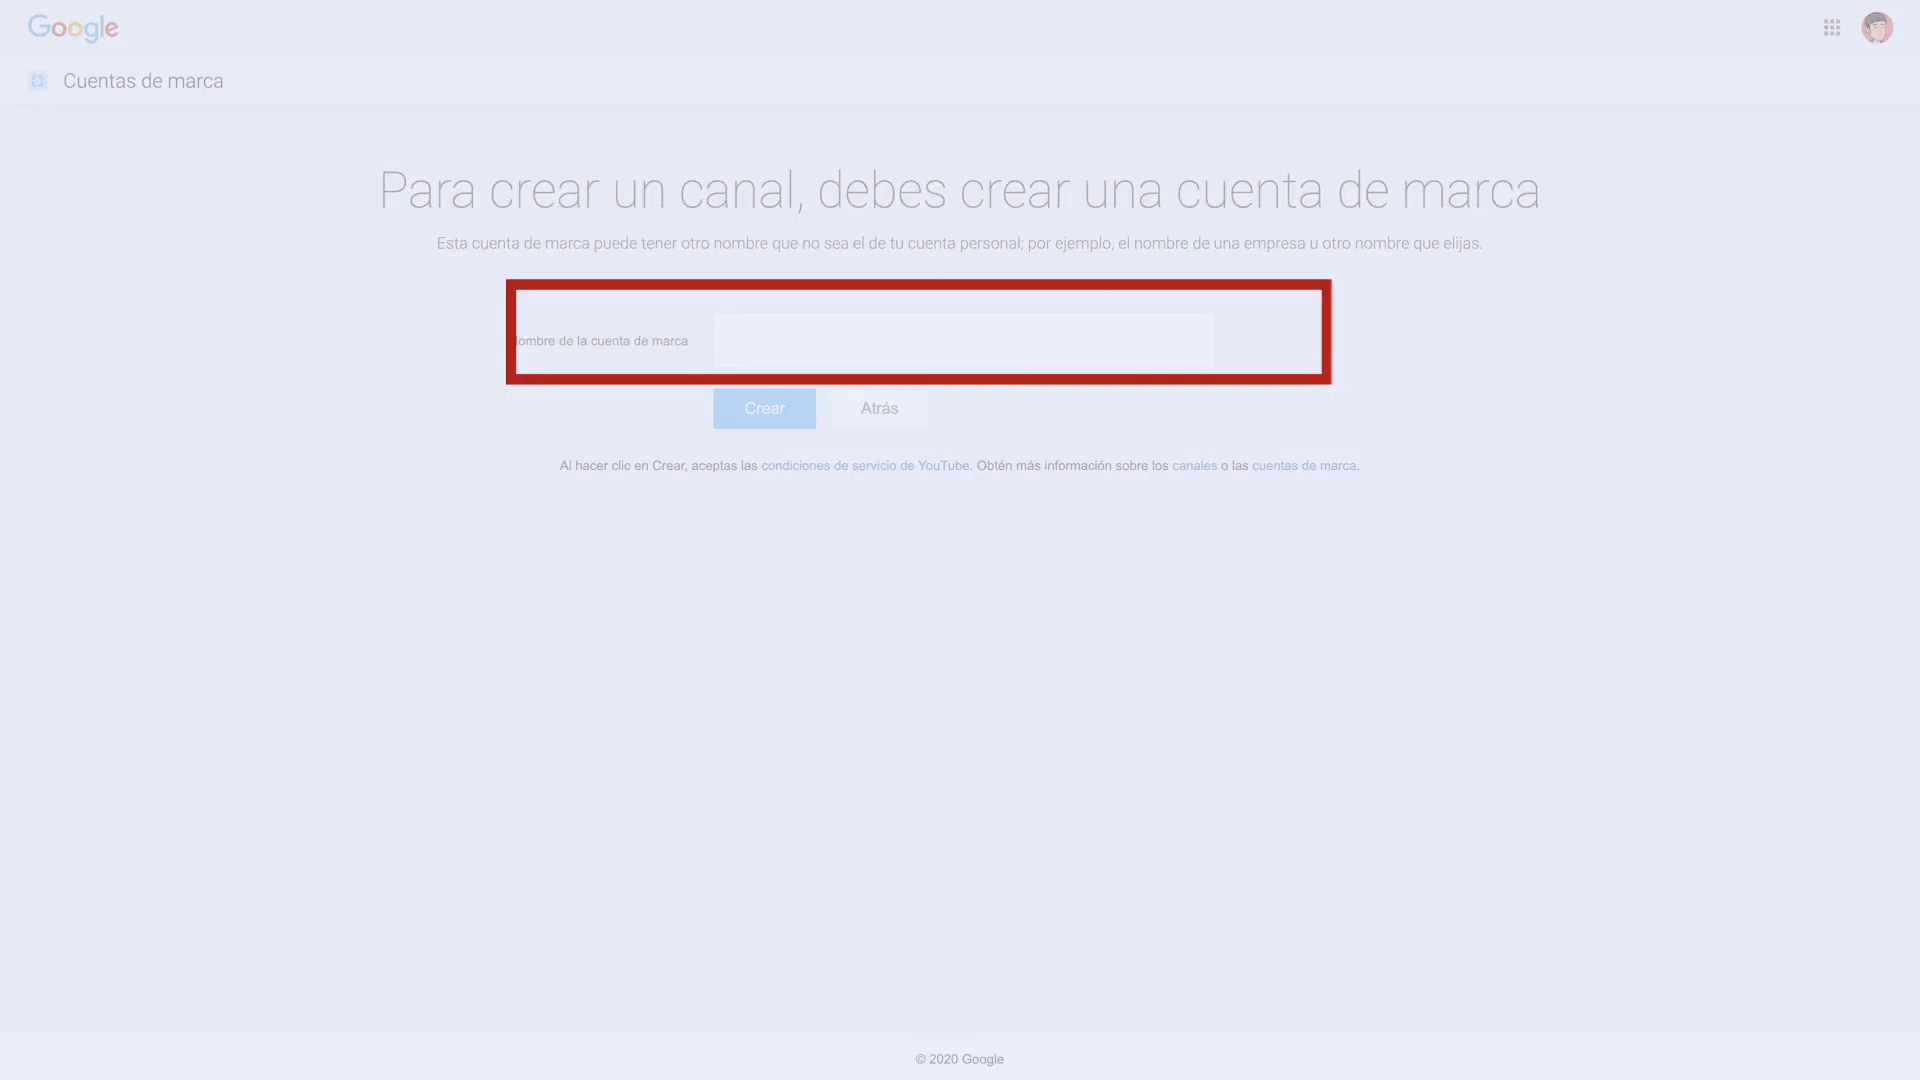 Google
Cuentas de marca
Para crear un canal, debes crear una cuenta de marca
Esta cuenta de marca puede tener otro nombre que no sea el de tu cuenta personal; por ejemplo, el nombre de una empresa u otro nombre que elijas.
ombre de la cuenta de marca
Crear
Atrás
Al hacer clic en Crear, aceptas las condiciones de servicio de YouTube. Obtén más información sobre los canales o las cuentas de marca.
© 2020 Google